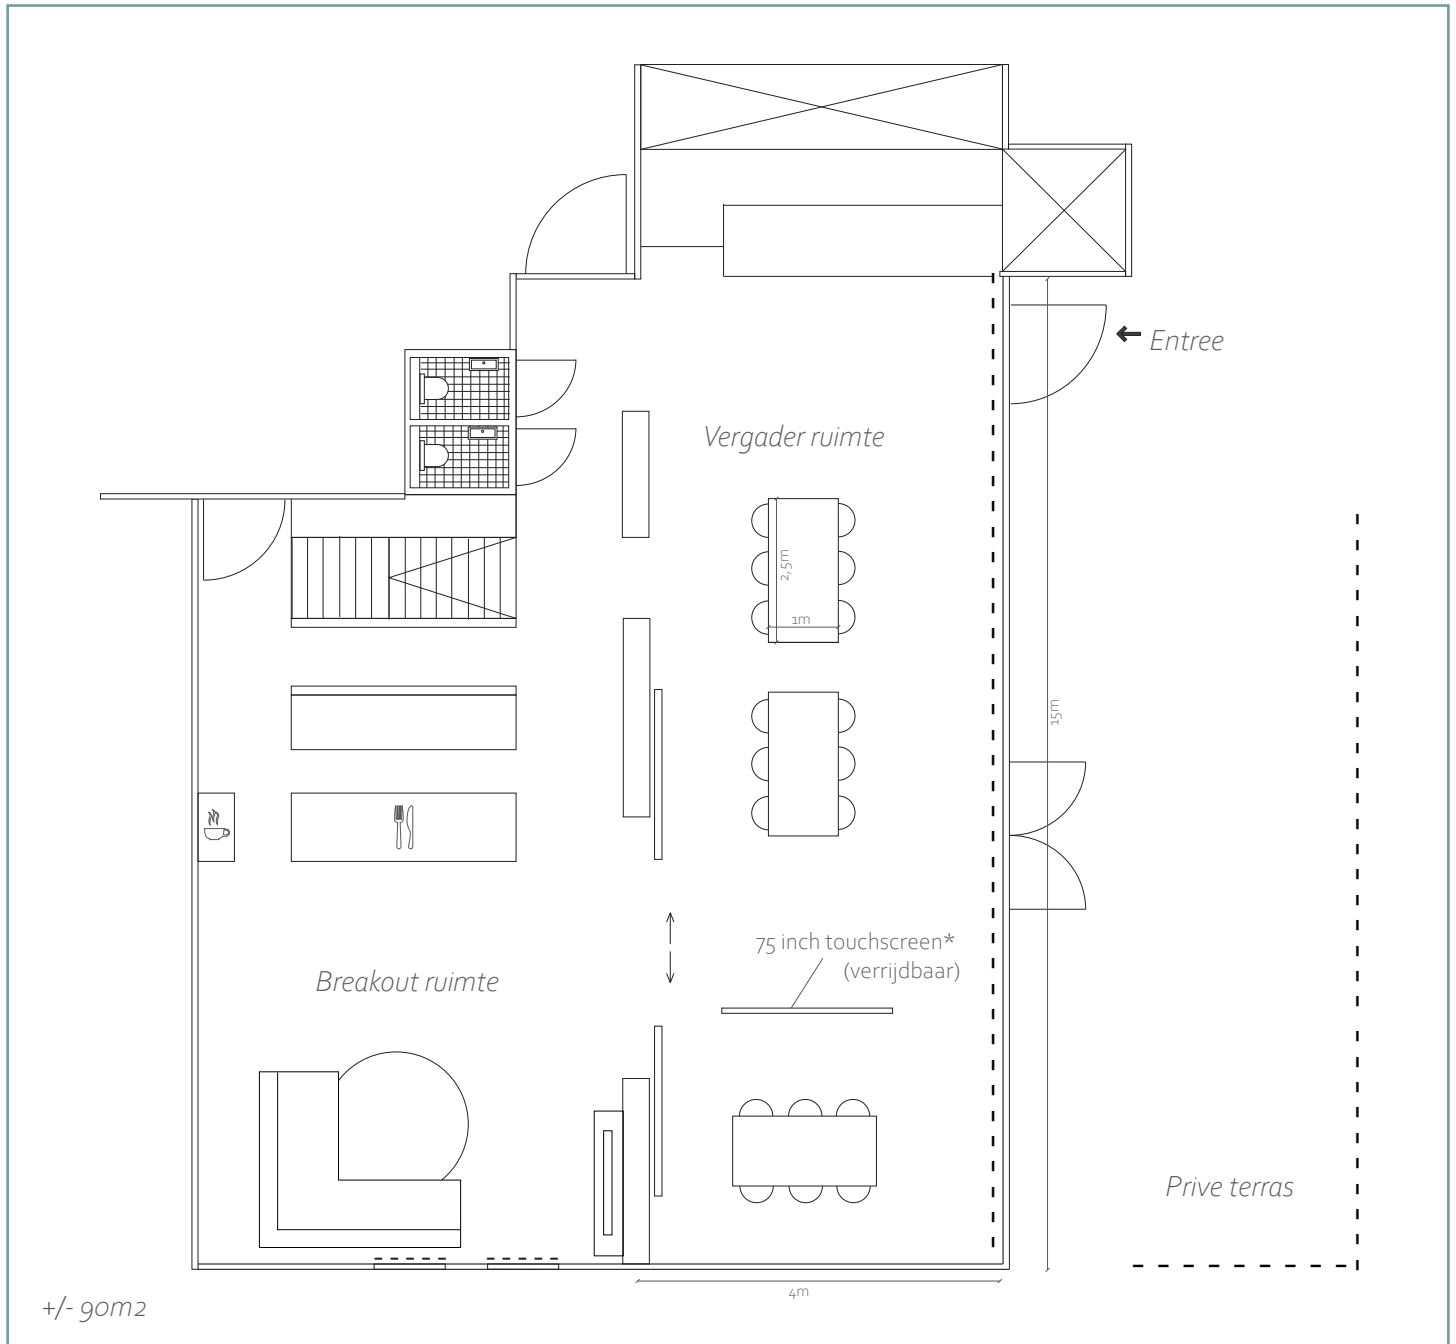 Entree
Vergader ruimte
2,5m
1m
15m
75 inch touchscreen*
(verrijdbaar)
Breakout ruimte
Prive terras
4m
+/- 90m2